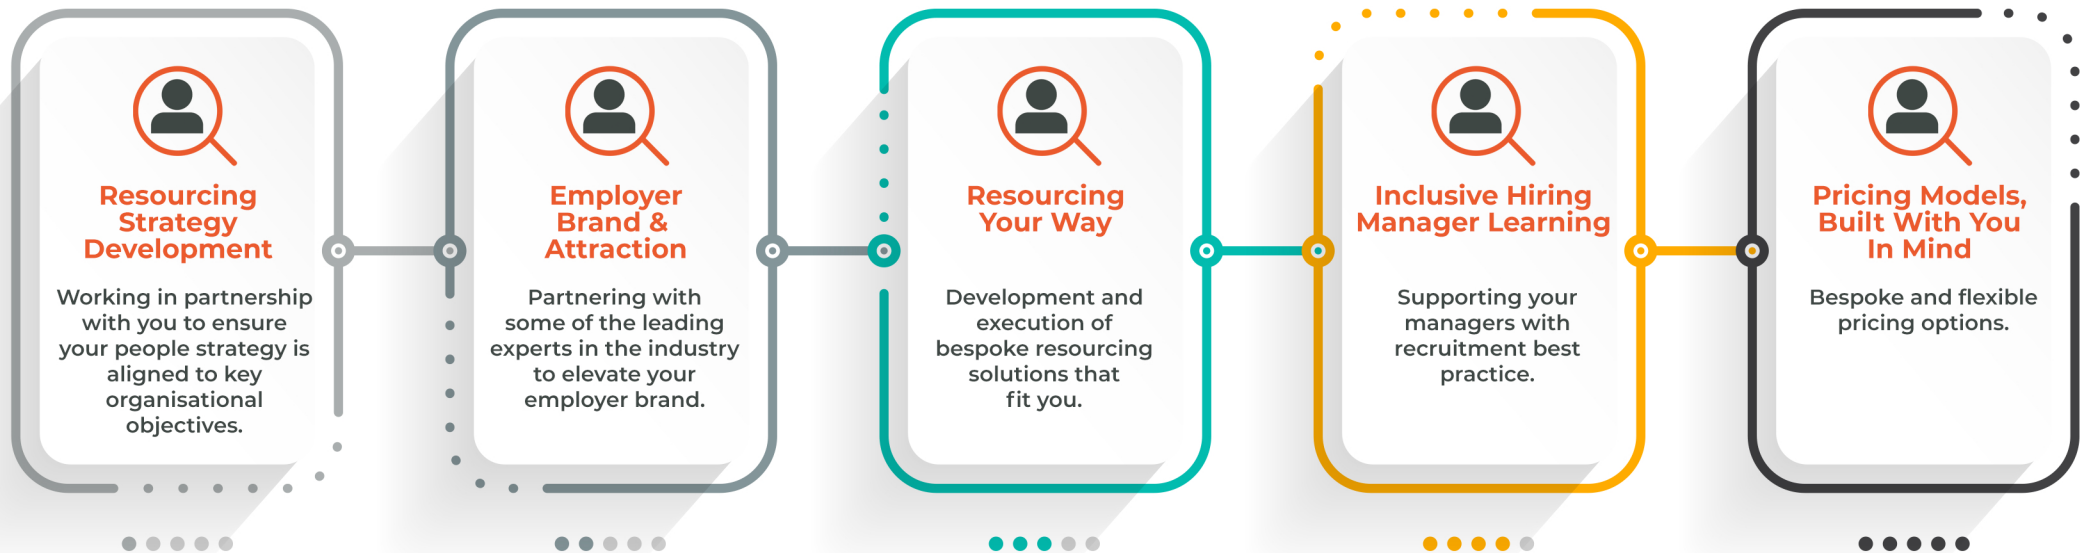 Resourcing
Strategy
Development
Working in partnership
with you to ensure
your people strategy is
aligned to key
organisational
objectives.
Employer
Brand &
Attraction
Partnering with
some of the leading
experts in the industry
to elevate your
employer brand.
Resourcing
Your Way
Development and
execution of
bespoke resourcing
solutions that
fit you.
Inclusive Hiring
Manager Learning
Supporting your
managers with
recruitment best
practice.
Pricing Models,
Built With You
In Mind
Bespoke and flexible
pricing options.